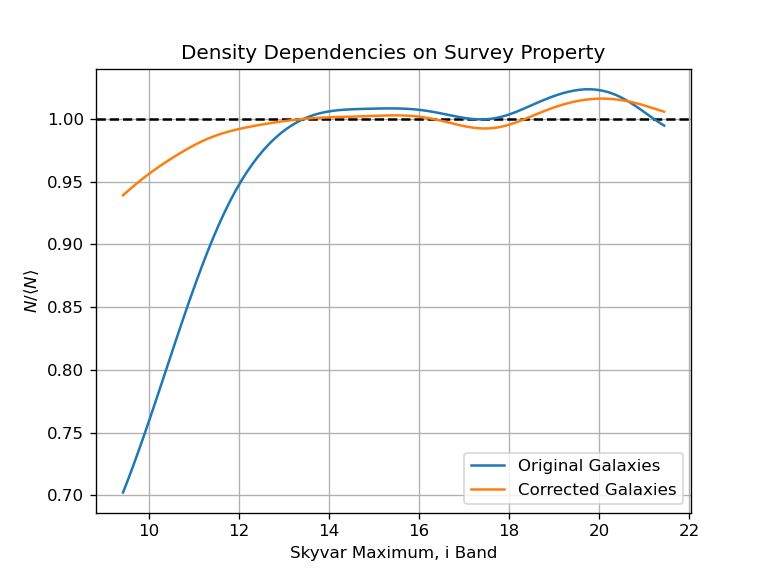 Density Dependencies on Survey Property
1.00
0.95
0.90
0.85
0.80
0.75
0.70
N/⟨N⟩
Original Galaxies
Corrected Galaxies
10 12 14 16 18 20 22
Skyvar Maximum, i Band